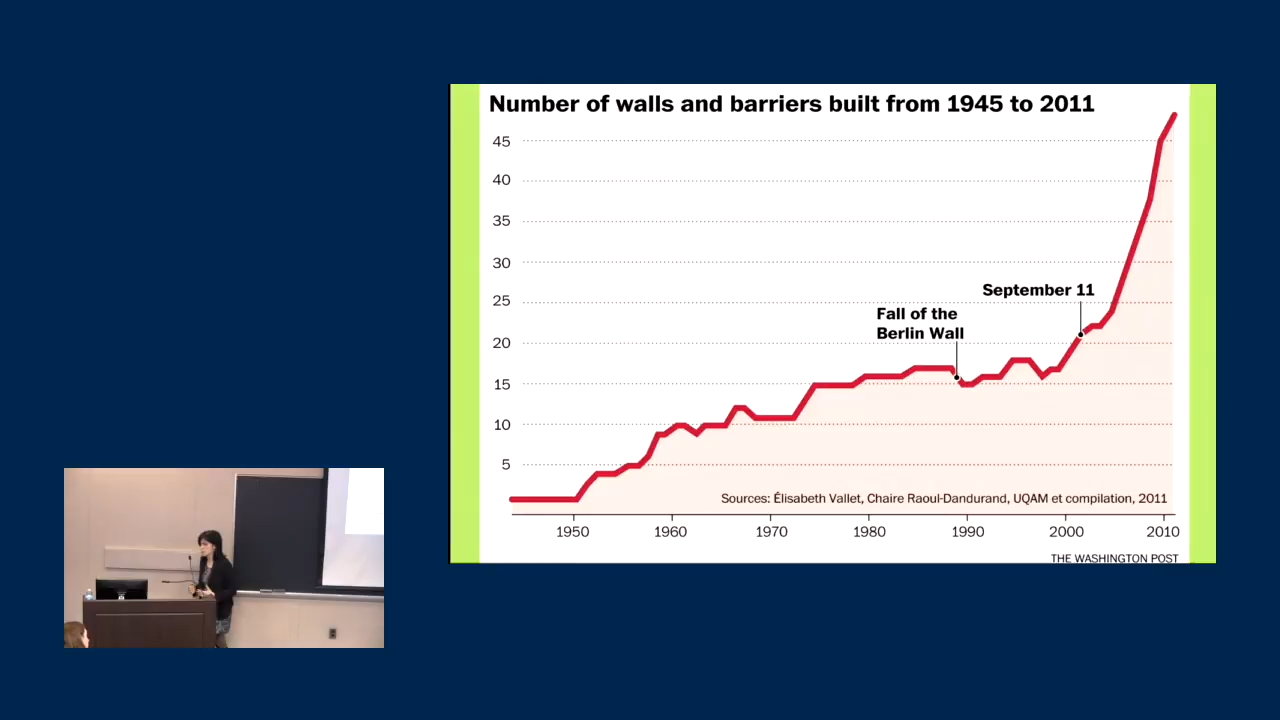 Number of walls and barriers built from 1945 to 2011
45
40
35
30
25
20
15
10
5
September 11
Fall of the
Berlin Wall
Sources: Élisabeth Vallet, Chaire Raoul-Dandurand, UQAM et compilation, 2011
1950 1960 1970 1980 1990 2000 2010
THE WASHINGTON POST